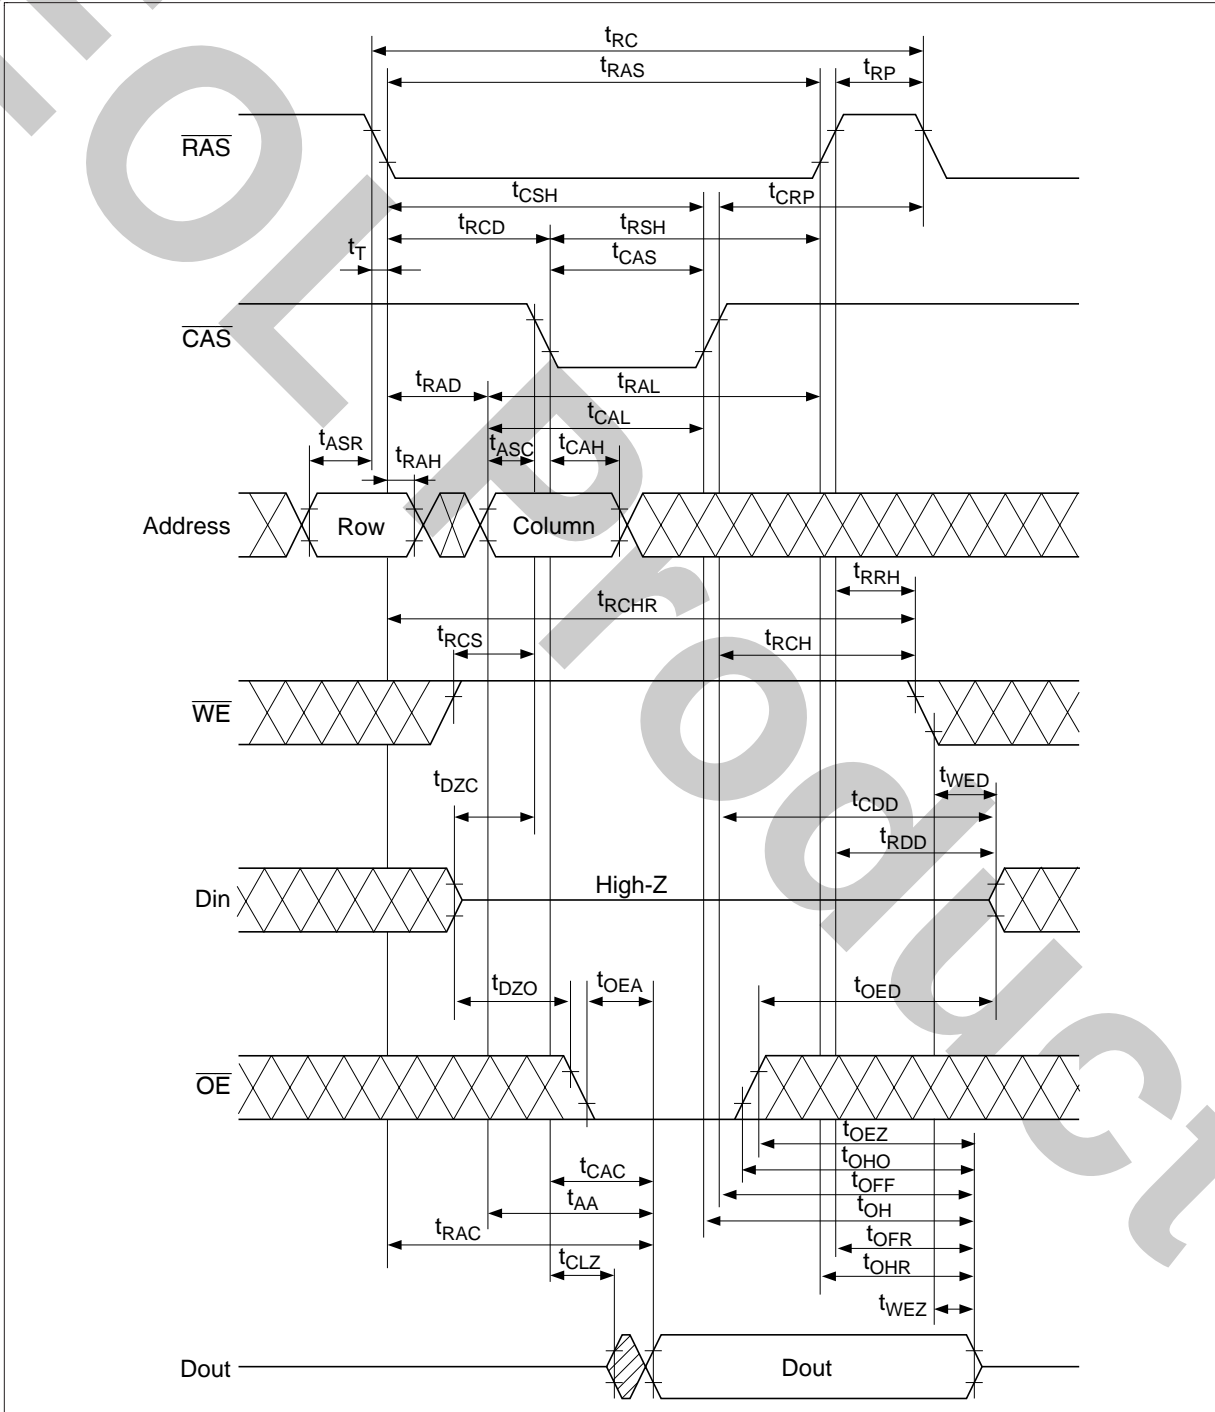 tRC
tRAS
tRP
RAS
tCSH
tCRP
tRCD
tRSH
tT
tCAS
CAS
tRAD
tRAL
tCAL
tASR
tRAH
tASC
tCAH
Address
Row
Column
tRRH
tRCHR
tRCS
tRCH
WE
tDZC
tWED
tCDD
tRDD
Din
High-Z
tDZO
tOEA
tOED
OE
tOEZ
tOHO
tCAC
tOFF
tAA
tOH
tRAC
tOFR
tCLZ
tOHR
tWEZ
Dout
Dout
OL Product